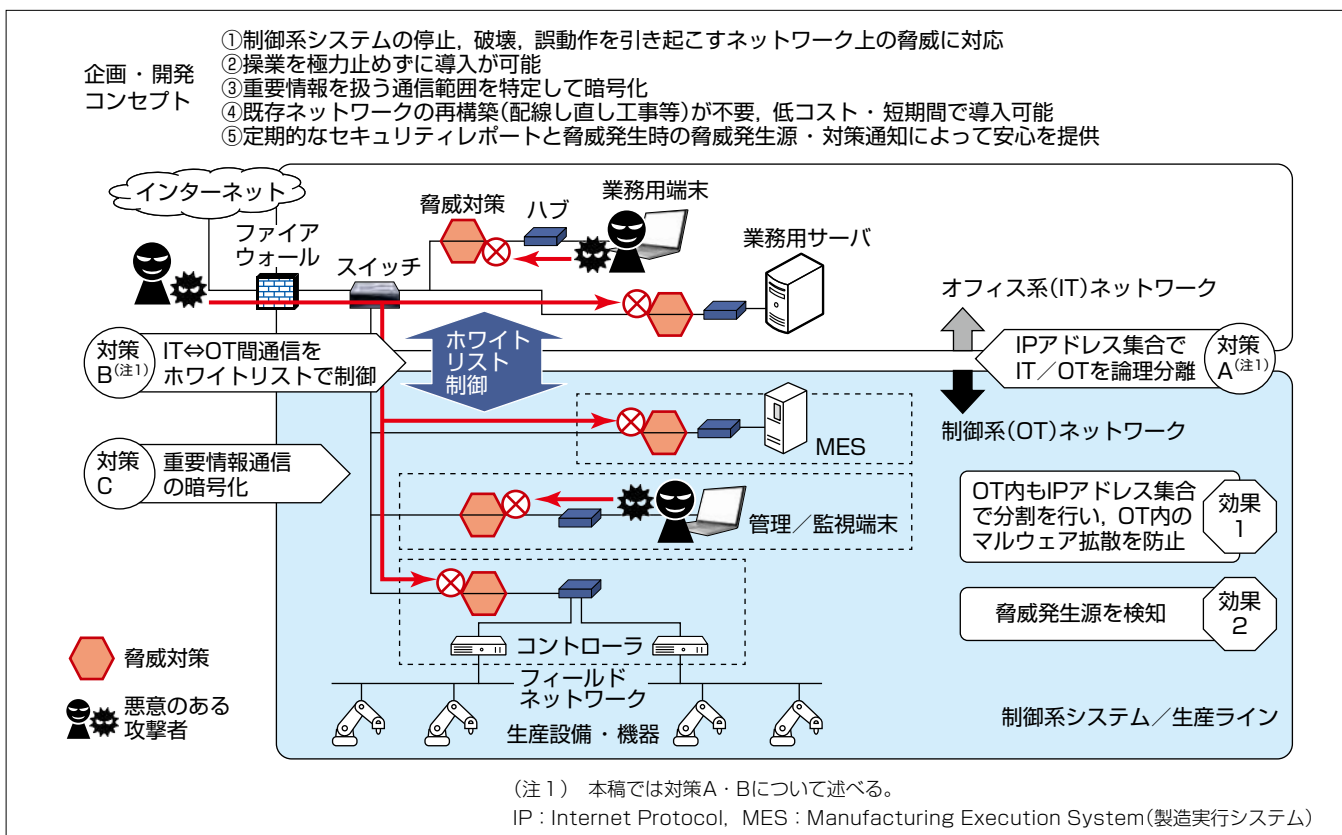 企画・開発
コンセプト
①制御系システムの停止，破壊，誤動作を引き起こすネットワーク上の脅威に対応
②操業を極力止めずに導入が可能
③重要情報を扱う通信範囲を特定して暗号化
④既存ネットワークの再構築(配線し直し工事等)が不要，低コスト・短期間で導入可能
⑤定期的なセキュリティレポートと脅威発生時の脅威発生源・対策通知によって安心を提供
インターネット
ファイア
ウォール
スイッチ
脅威対策
ハブ
業務用端末
業務用サーバ
オフィス系(IT)ネットワーク
対策
B(注1)
IT⇔OT間通信を
ホワイトリストで制御
ホワイト
リスト
制御
IPアドレス集合で
IT／OTを論理分離
対策
A(注1)
制御系(OT)ネットワーク
MES
対策
C
重要情報通信
の暗号化
管理／監視端末
OT内もIPアドレス集合
で分割を行い，OT内の
マルウェア拡散を防止
効果
1
脅威発生源を検知
効果
2
コントローラ
フィールド
ネットワーク
生産設備・機器
制御系システム／生産ライン
脅威対策
悪意のある
攻撃者
(注1)　本稿では対策A・Bについて述べる。
IP：Internet Protocol，MES：Manufacturing Execution System(製造実行システム)